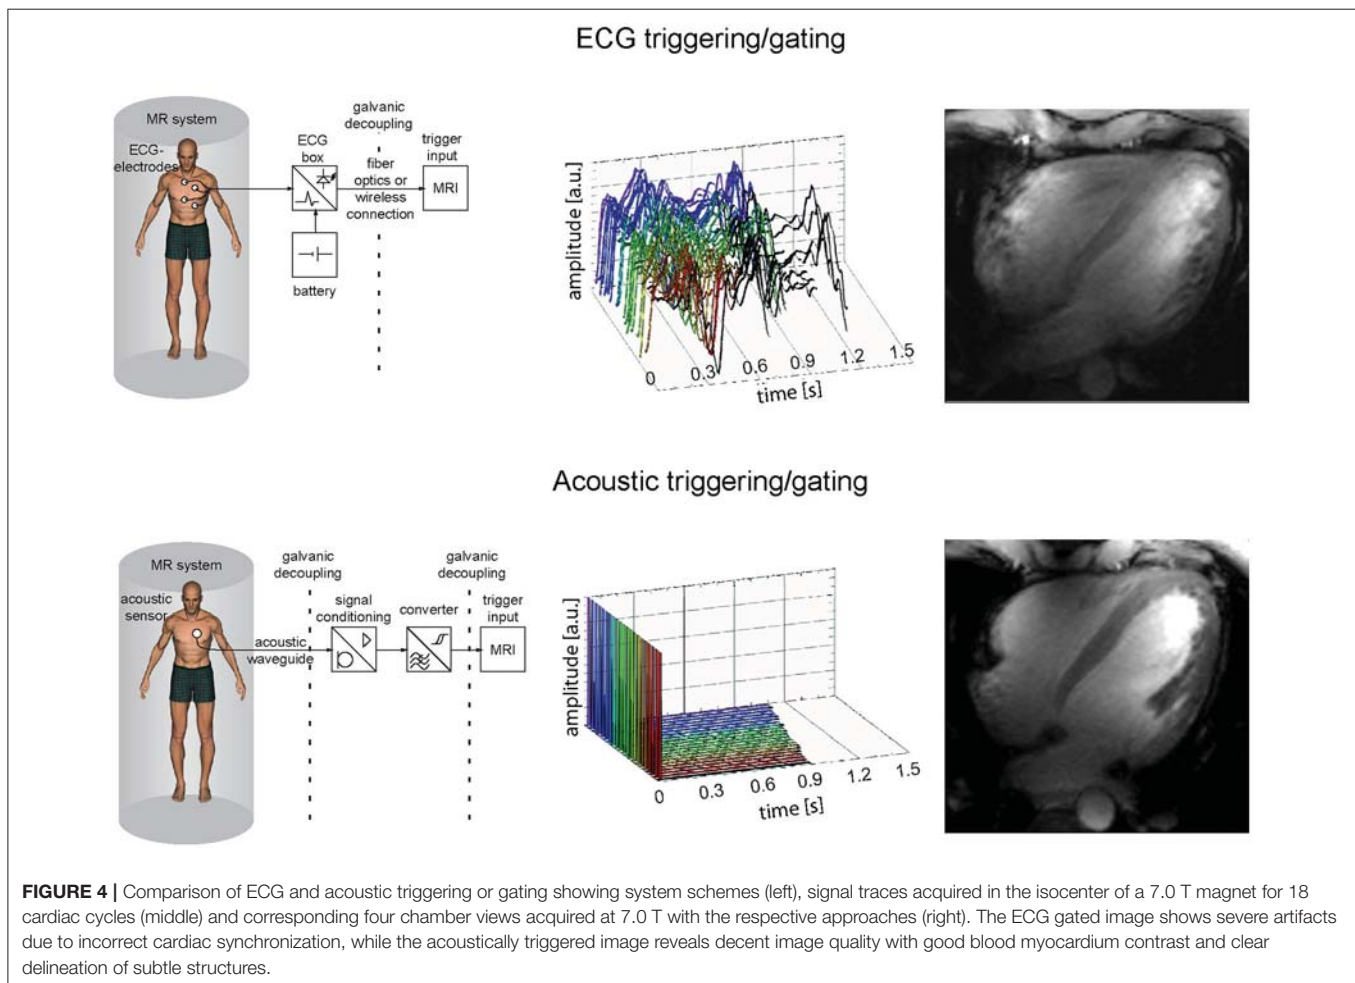 ECG triggering/gating
MR system
ECG-
electrodes
ECG
box
battery
galvanic
decoupling
fiber
optics or
wireless
connection
trigger
input
MRI
amplitude [a.u.]
0
0.3
0.6
0.9
1.2
1.5
time [s]
Acoustic triggering/gating
MR system
acoustic
sensor
acoustic
waveguide
galvanic
decoupling
signal
conditioning
converter
galvanic
decoupling
trigger
input
MRI
amplitude [a.u.]
0
0.3
0.6
0.9
1.2
1.5
time [s]
FIGURE 4 | Comparison of ECG and acoustic triggering or gating showing system schemes (left), signal traces acquired in the isocenter of a 7.0 T magnet for 18
cardiac cycles (middle) and corresponding four chamber views acquired at 7.0 T with the respective approaches (right). The ECG gated image shows severe artifacts
due to incorrect cardiac synchronization, while the acoustically triggered image reveals decent image quality with good blood myocardium contrast and clear
delineation of subtle structures.